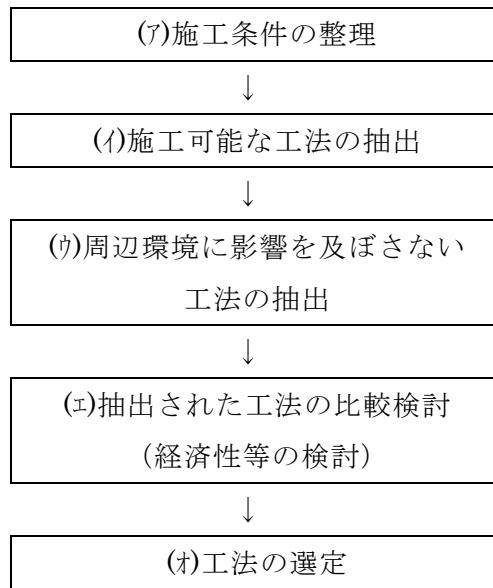 (ｱ)施工条件の整理
↓
(ｲ)施工可能な工法の抽出
↓
(ｳ)周辺環境に影響を及ぼさない
工法の抽出
↓
(ｴ)抽出された工法の比較検討
（経済性等の検討）
↓
(ｵ)工法の選定